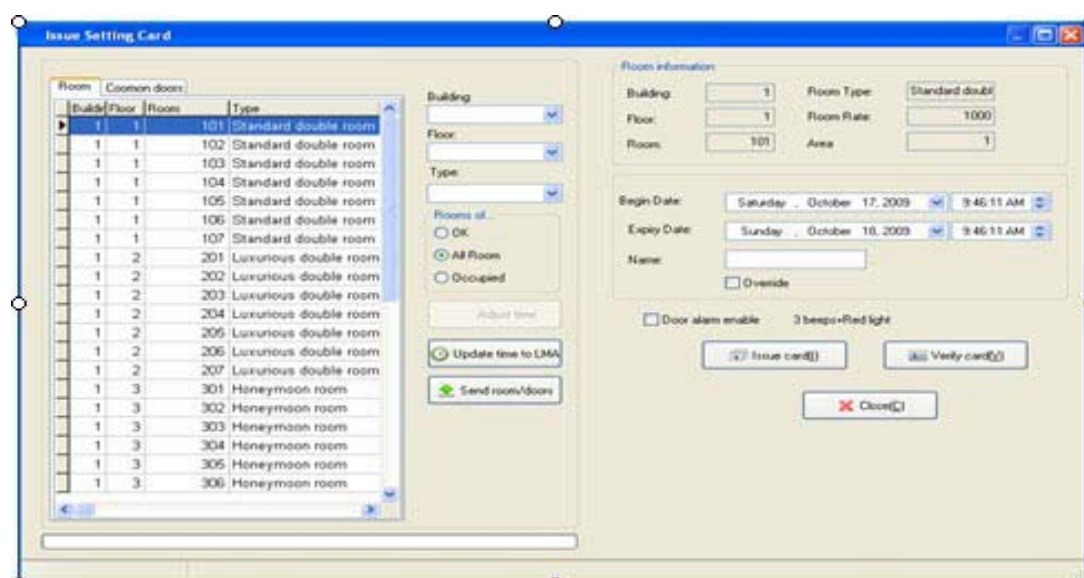 Issue Setting Card
Room Coomon doors
Buildir Floor Room Type
1 1 101 Standard double room
1 1 102 Standard double room
1 1 103 Standard double room
1 1 104 Standard double room
1 1 105 Standard double room
1 1 106 Standard double room
1 1 107 Standard double room
1 2 201 Luxurious double room
1 2 202 Luxurious double room
1 2 203 Luxurious double room
1 2 204 Luxurious double room
1 2 205 Luxurious double room
1 2 206 Luxurious double room
1 2 207 Luxurious double room
1 3 301 Honeymoon room
1 3 302 Honeymoon room
1 3 303 Honeymoon room
1 3 304 Honeymoon room
1 3 305 Honeymoon room
1 3 306 Honeymoon room
Building:
Floor:
Type:
Rooms of...
OK
All Room
Occupied
Adjust time
Update time to LMA
Send room/doors
Room information
Building: 1 Room Type: Standard doubl
Floor: 1 Room Rate: 1000
Room: 101 Area 1
Begin Date: Saturday , October 17, 2009 9:46:11 AM
Expiry Date: Sunday , October 18, 2009 9:46:11 AM
Name:
Override
Door alarm enable 3 beeps+Red light
Issue card(I) Verify card(V)
Close(C)